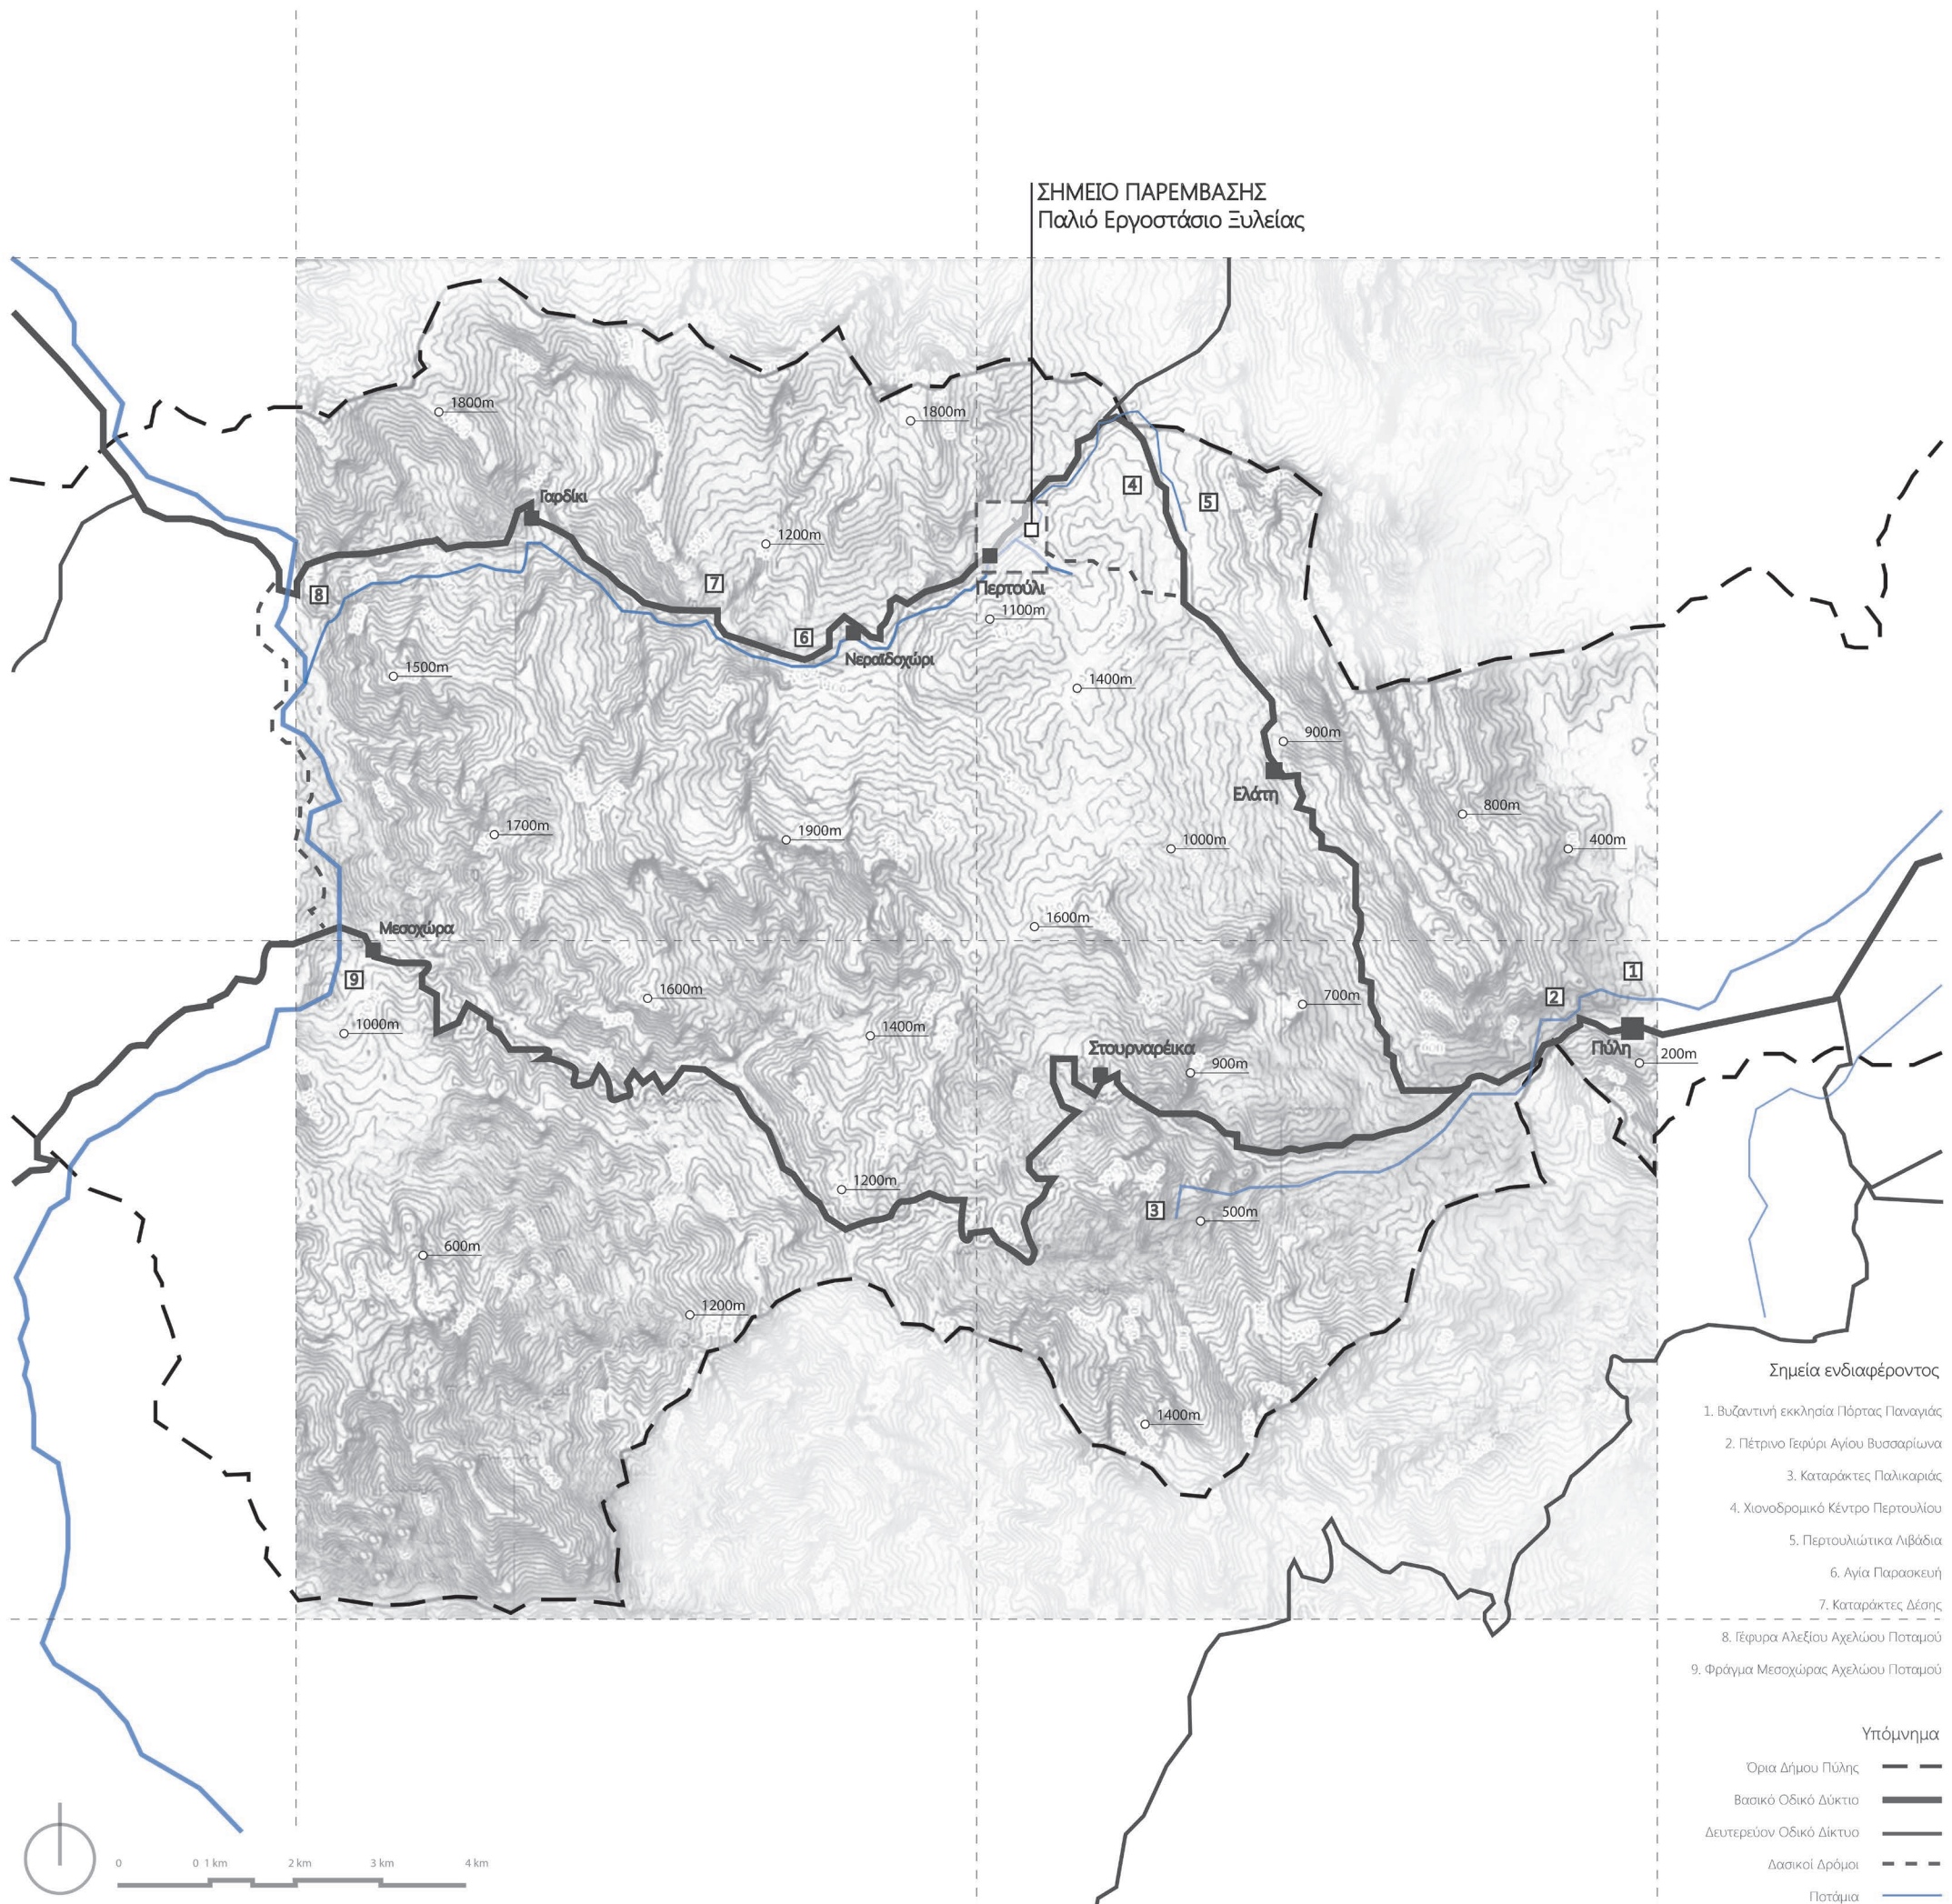 ΣΗΜΕΙΟ ΠΑΡΕΜΒΑΣΗΣ
Παλιό Εργοστάσιο Ξυλείας
1800m
1800m
4
Γαρδίκι
5
1200m
7
8
Περτούλι
1100m
6
Νεραϊδοχώρι
1500m
1400m
900m
Ελάτη
800m
1700m
1900m
1000m
400m
1600m
Μεσοχώρα
9
1
2
1600m
700m
1000m
1400m
Στουρναρέικα
Πύλη
200m
900m
1200m
3
500m
600m
1200m
1400m
Σημεία ενδιαφέροντος
1. Βυζαντινή εκκλησία Πόρτας Παναγιάς
2. Πέτρινο Γεφύρι Αγίου Βυσσαρίωνα
3. Καταράκτες Παλικαριάς
4. Χιονοδρομικό Κέντρο Περτουλίου
5. Περτουλιώτικα Λιβάδια
6. Αγία Παρασκευή
7. Καταράκτες Δέσης
8. Γέφυρα Αλεξίου Αχελώου Ποταμού
9. Φράγμα Μεσοχώρας Αχελώου Ποταμού
Υπόμνημα
Όρια Δήμου Πύλης
Βασικό Οδικό Δύκτιο
Δευτερεύον Οδικό Δίκτυο
Δασικοί Δρόμοι
Ποτάμια
0 0 1 km 2 km 3 km 4 km